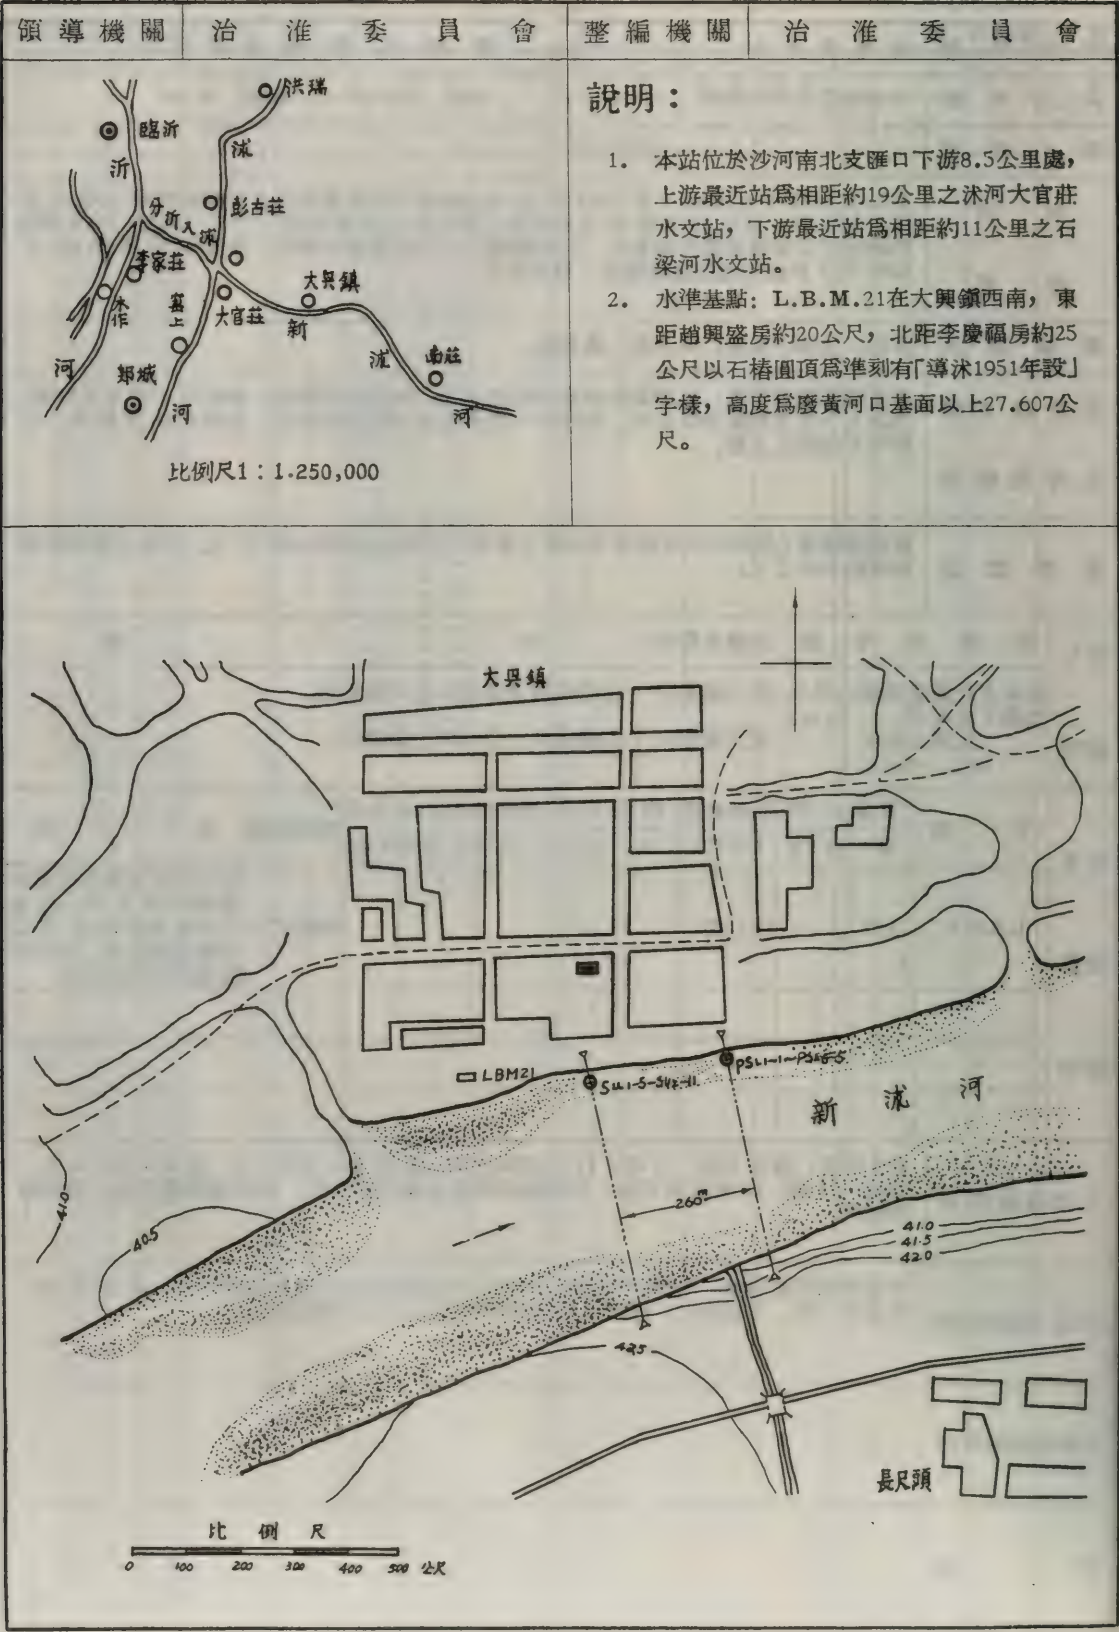 領導機關 治淮委員會 整編機關 治淮委員會
洪瑞
臨沂
沭
沂
彭古莊
分沂入沭
李家莊
大興鎮
大官莊
窰上
新
沭
南莊
郯城
河
河
河
比例尺1：1.250,000
說明：
1. 本站位於沙河南北支匯口下游8.5公里處，
上游最近站爲相距約19公里之沭河大官莊
水文站，下游最近站爲相距約11公里之石
梁河水文站。
2. 水準基點：L.B.M.21在大興鎮西南，東
距趙興盛房約20公尺，北距李慶福房約25
公尺以石樁圓頂爲準刻有「導沭1951年設」
字樣，高度爲廢黃河口基面以上27.607公
尺。
大興鎮
LBM21
新沭河
260
41.0
40.5
41.0
41.5
42.0
42.5
長尺頭
比例尺
0 100 200 300 400 500 公尺